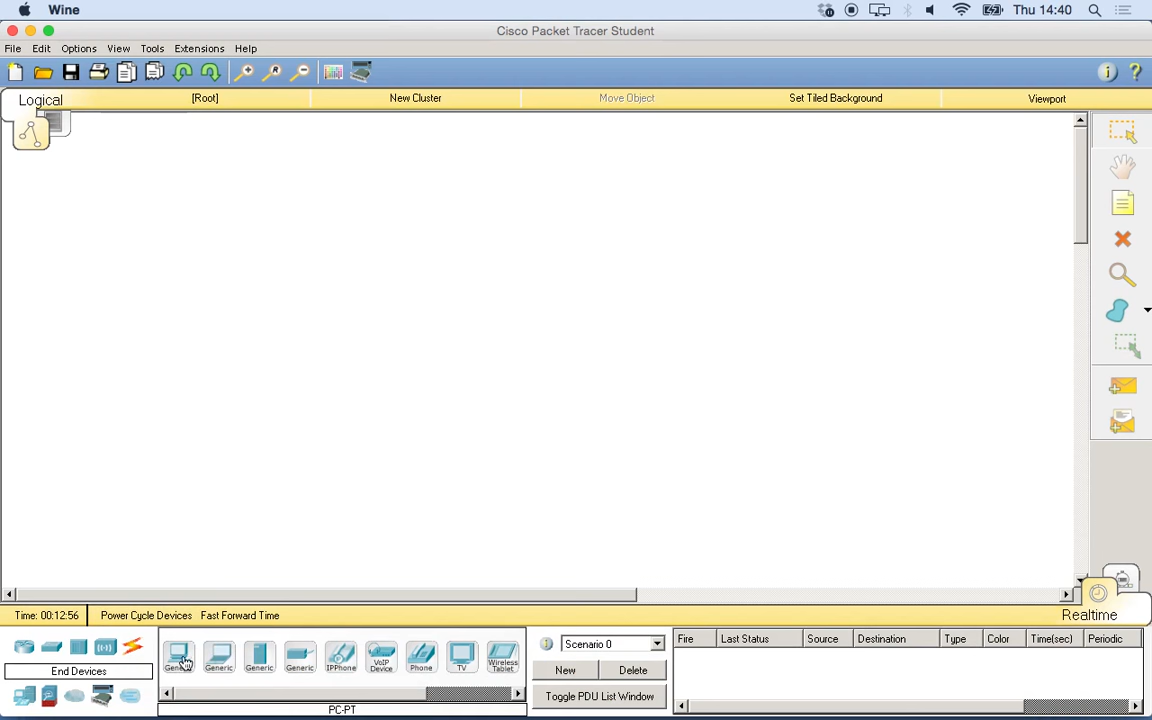 Wine
Thu 14:40
Cisco Packet Tracer Student
File Edit Options View Tools Extensions Help
Logical
[Root]
New Cluster
Move Object
Set Tiled Background
Viewport
R
i
?
Time: 00:12:56
Power Cycle Devices Fast Forward Time
Realtime
End Devices
Generic
Generic
Generic
Generic
IPPhone
VoIP Device
Phone
TV
Wireless Tablet
PC-PT
Scenario 0
New
Delete
Toggle PDU List Window
Fire Last Status Source Destination Type Color Time(sec) Periodic